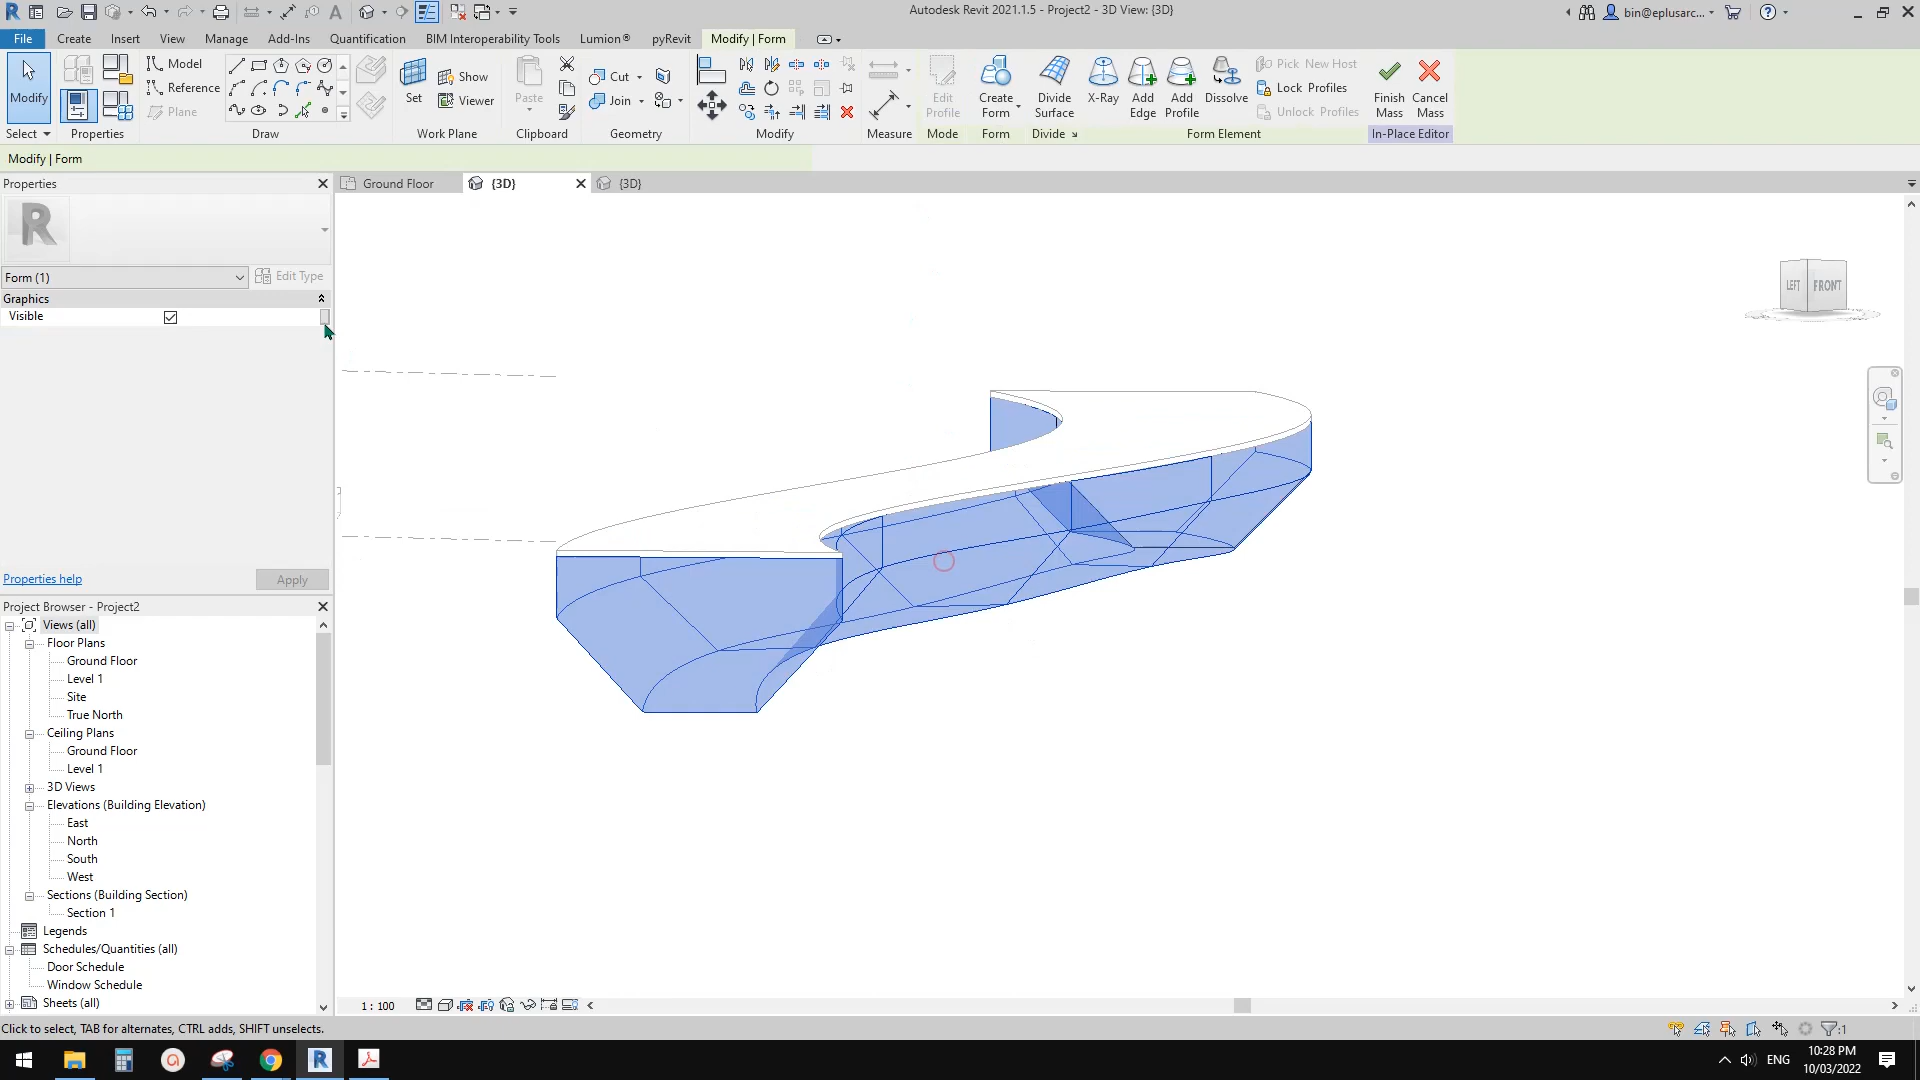 Autodesk Revit 2021.1.5 - Project2 - 3D View: {3D}
bin@eplusarc...
File Create Insert View Manage Add-Ins Quantification BIM Interoperability Tools Lumion® pyRevit Modify | Form
Modify
Select
Properties
Model
Reference
Plane
Draw
Set
Show
Viewer
Work Plane
Paste
Clipboard
Cut
Join
Geometry
Modify
Measure
Edit Profile
Mode
Create Form
Form
Divide Surface
Divide
X-Ray
Add Edge
Add Profile
Dissolve
Pick New Host
Lock Profiles
Unlock Profiles
Form Element
Finish Mass
Cancel Mass
In-Place Editor
Modify | Form
Properties
Ground Floor
{3D}
{3D}
R
Form (1)
Edit Type
Graphics
Visible
LEFT FRONT
Properties help
Apply
Project Browser - Project2
Views (all)
Floor Plans
Ground Floor
Level 1
Site
True North
Ceiling Plans
Ground Floor
Level 1
3D Views
Elevations (Building Elevation)
East
North
South
West
Sections (Building Section)
Section 1
Legends
Schedules/Quantities (all)
Door Schedule
Window Schedule
Sheets (all)
1 : 100
Click to select, TAB for alternates, CTRL adds, SHIFT unselects.
:1
ENG
10:28 PM
10/03/2022